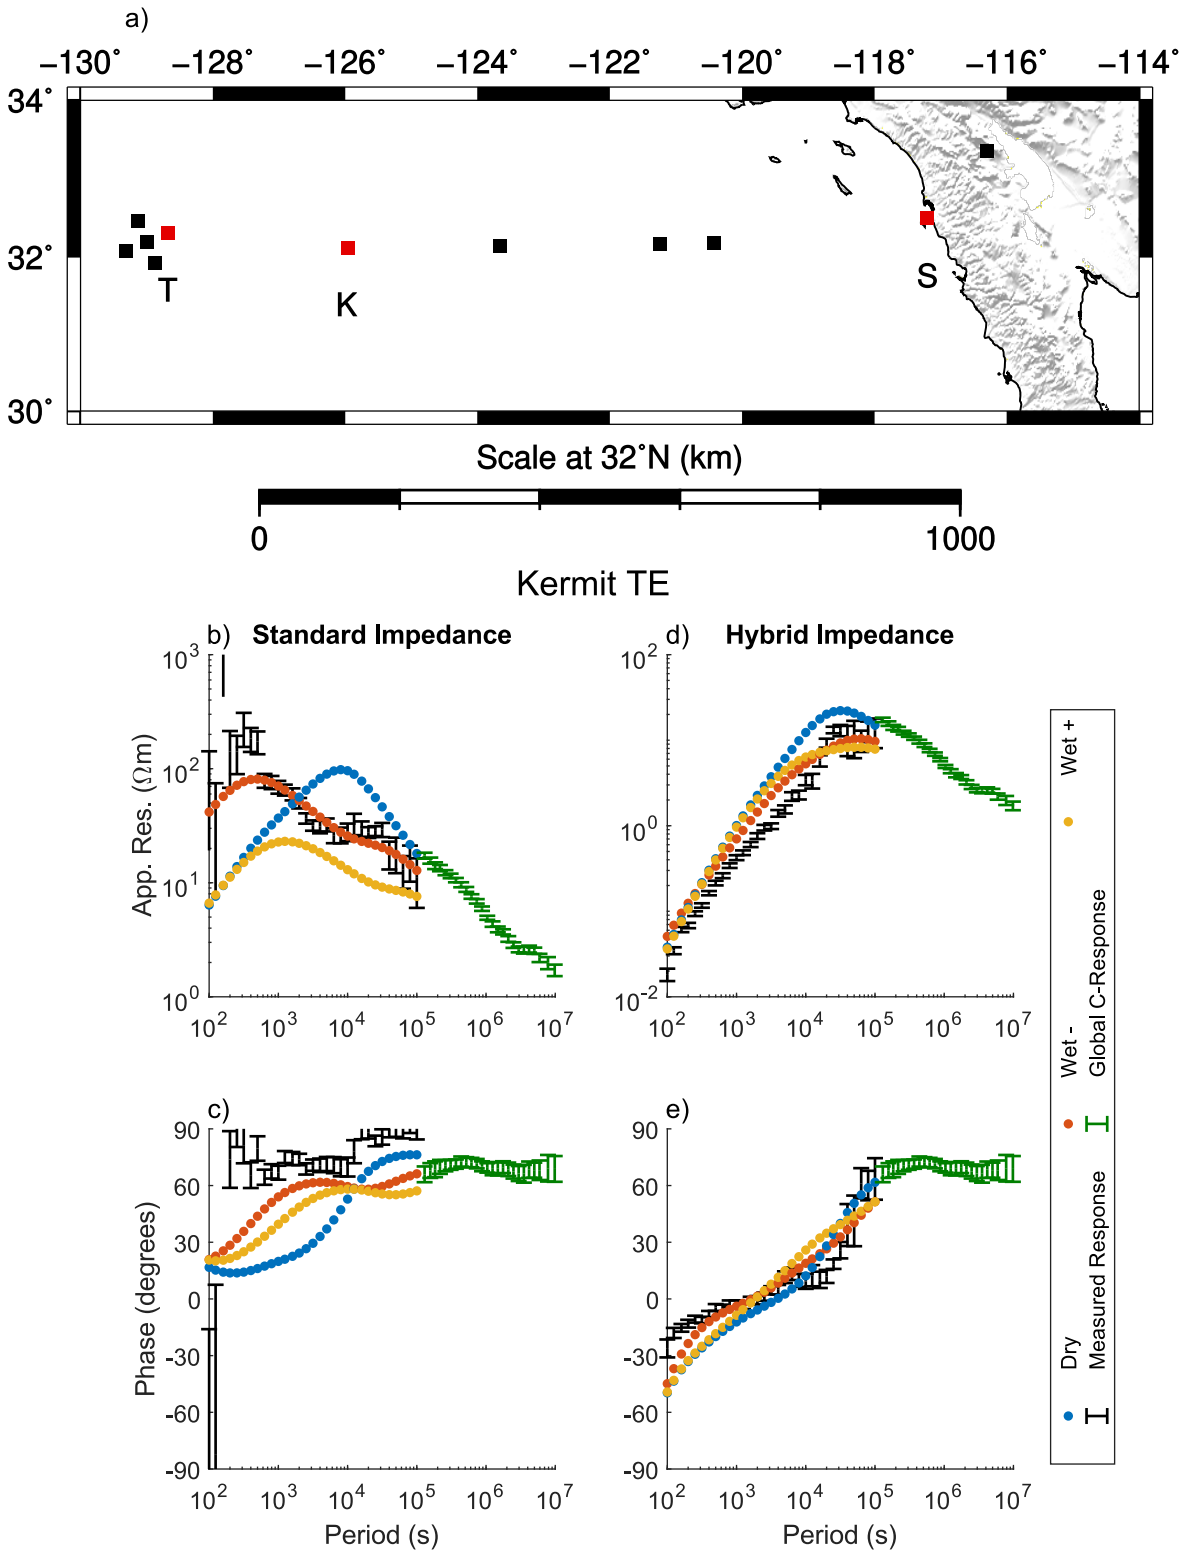 a)
−130° −128° −126° −124° −122° −120° −118° −116° −114°
34°
32°
30°
T
K
S
Scale at 32°N (km)
0 1000
Kermit TE
b) Standard Impedance
d) Hybrid Impedance
App. Res. (Ωm)
10^3
10^2
10^1
10^0
10^2 10^3 10^4 10^5 10^6 10^7
10^2
10^0
10^-2
10^2 10^3 10^4 10^5 10^6 10^7
c)
Phase (degrees)
90
60
30
0
-30
-60
-90
10^2 10^3 10^4 10^5 10^6 10^7
Period (s)
e)
90
60
30
0
-30
-60
-90
10^2 10^3 10^4 10^5 10^6 10^7
Period (s)
Dry Wet - Wet +
Measured Response Global C-Response